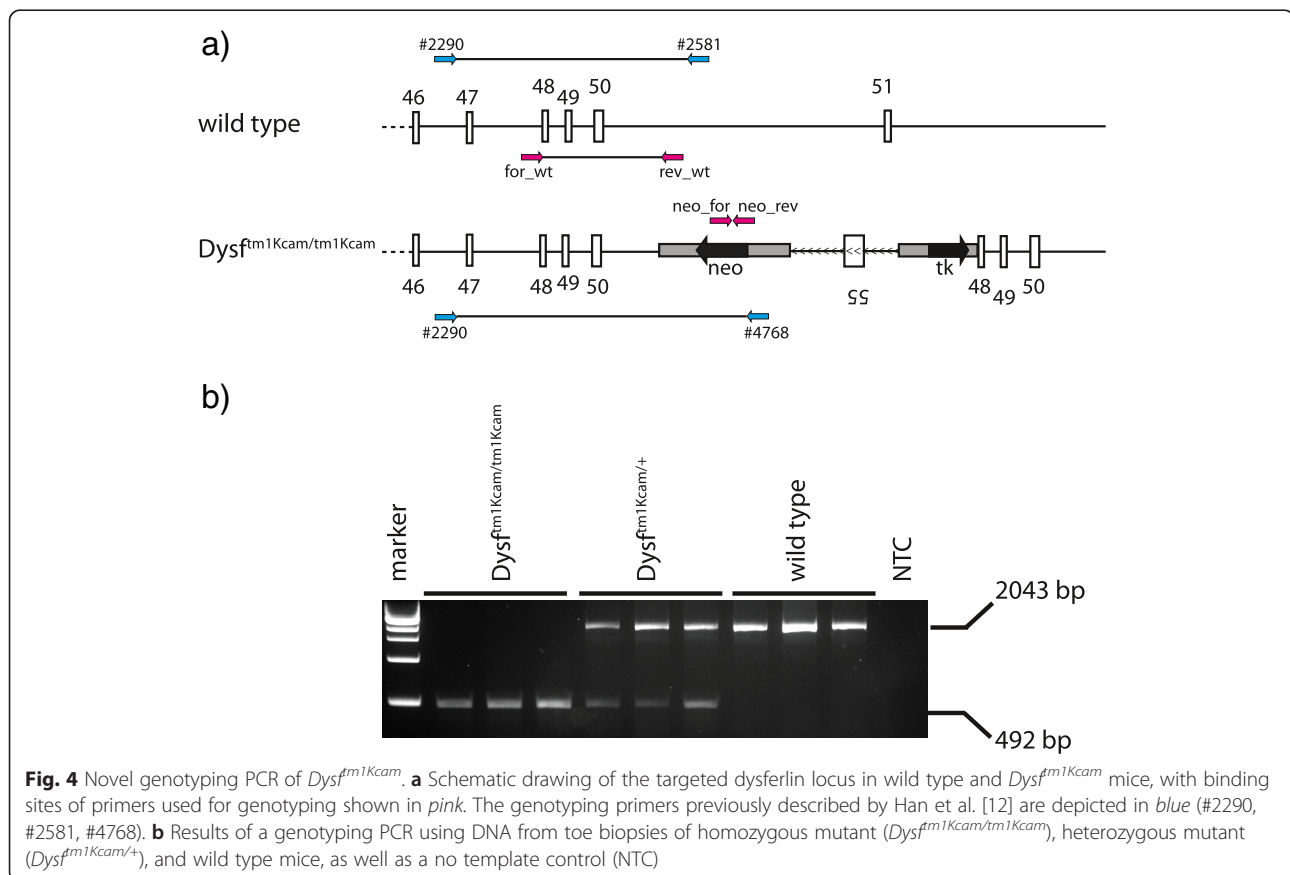 a)
#2290 #2581
46 47 48 49 50 51
wild type
for_wt rev_wt
neo_for neo_rev
Dysftm1Kcam/tm1Kcam
neo tk
46 47 48 49 50 55 48 49 50
#2290 #4768
b)
marker Dysftm1Kcam/tm1Kcam Dysftm1Kcam/+ wild type NTC
2043 bp
492 bp
Fig. 4 Novel genotyping PCR of Dysftm1Kcam. a Schematic drawing of the targeted dysferlin locus in wild type and Dysftm1Kcam mice, with binding
sites of primers used for genotyping shown in pink. The genotyping primers previously described by Han et al. [12] are depicted in blue (#2290,
#2581, #4768). b Results of a genotyping PCR using DNA from toe biopsies of homozygous mutant (Dysftm1Kcam/tm1Kcam), heterozygous mutant
(Dysftm1Kcam/+), and wild type mice, as well as a no template control (NTC)